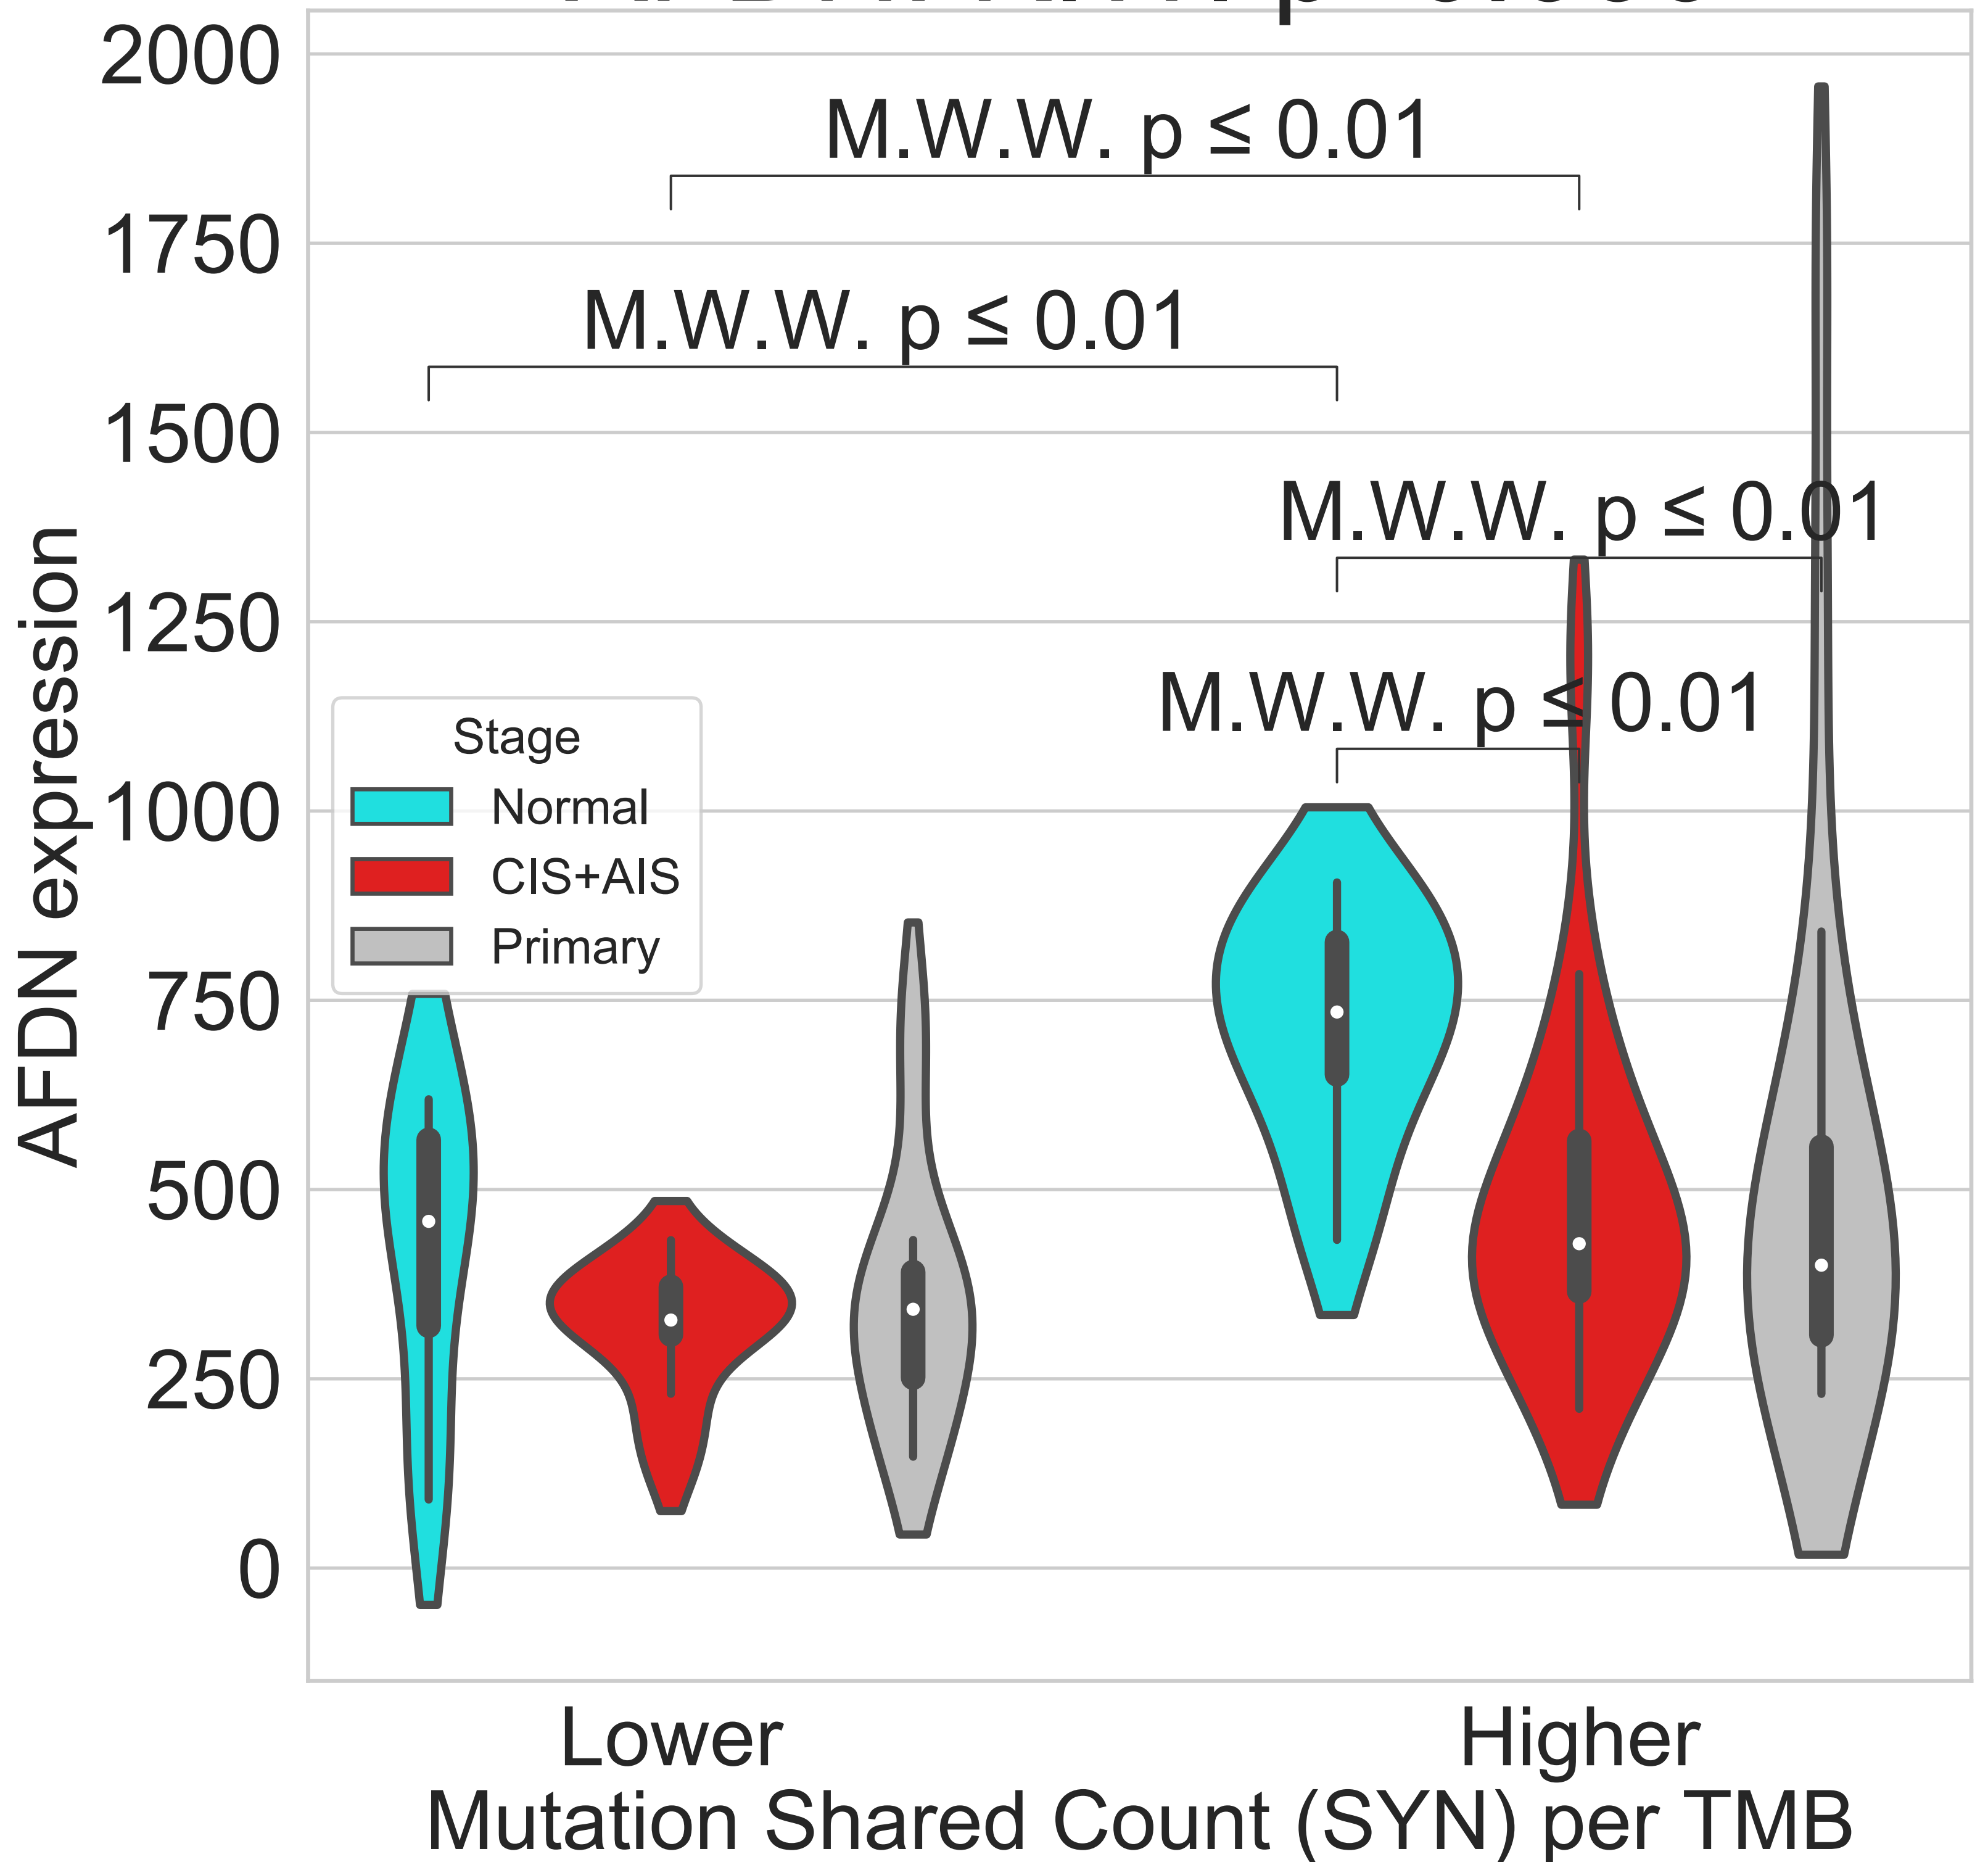 2000
M.W.W. p ≤ 0.01
1750
M.W.W. p ≤ 0.01
1500
M.W.W. p ≤ 0.01
1250
M.W.W. p ≤ 0.01
AFDN expression
Stage
Normal
CIS+AIS
Primary
1000
750
500
250
0
Lower
Higher
Mutation Shared Count (SYN) per TMB